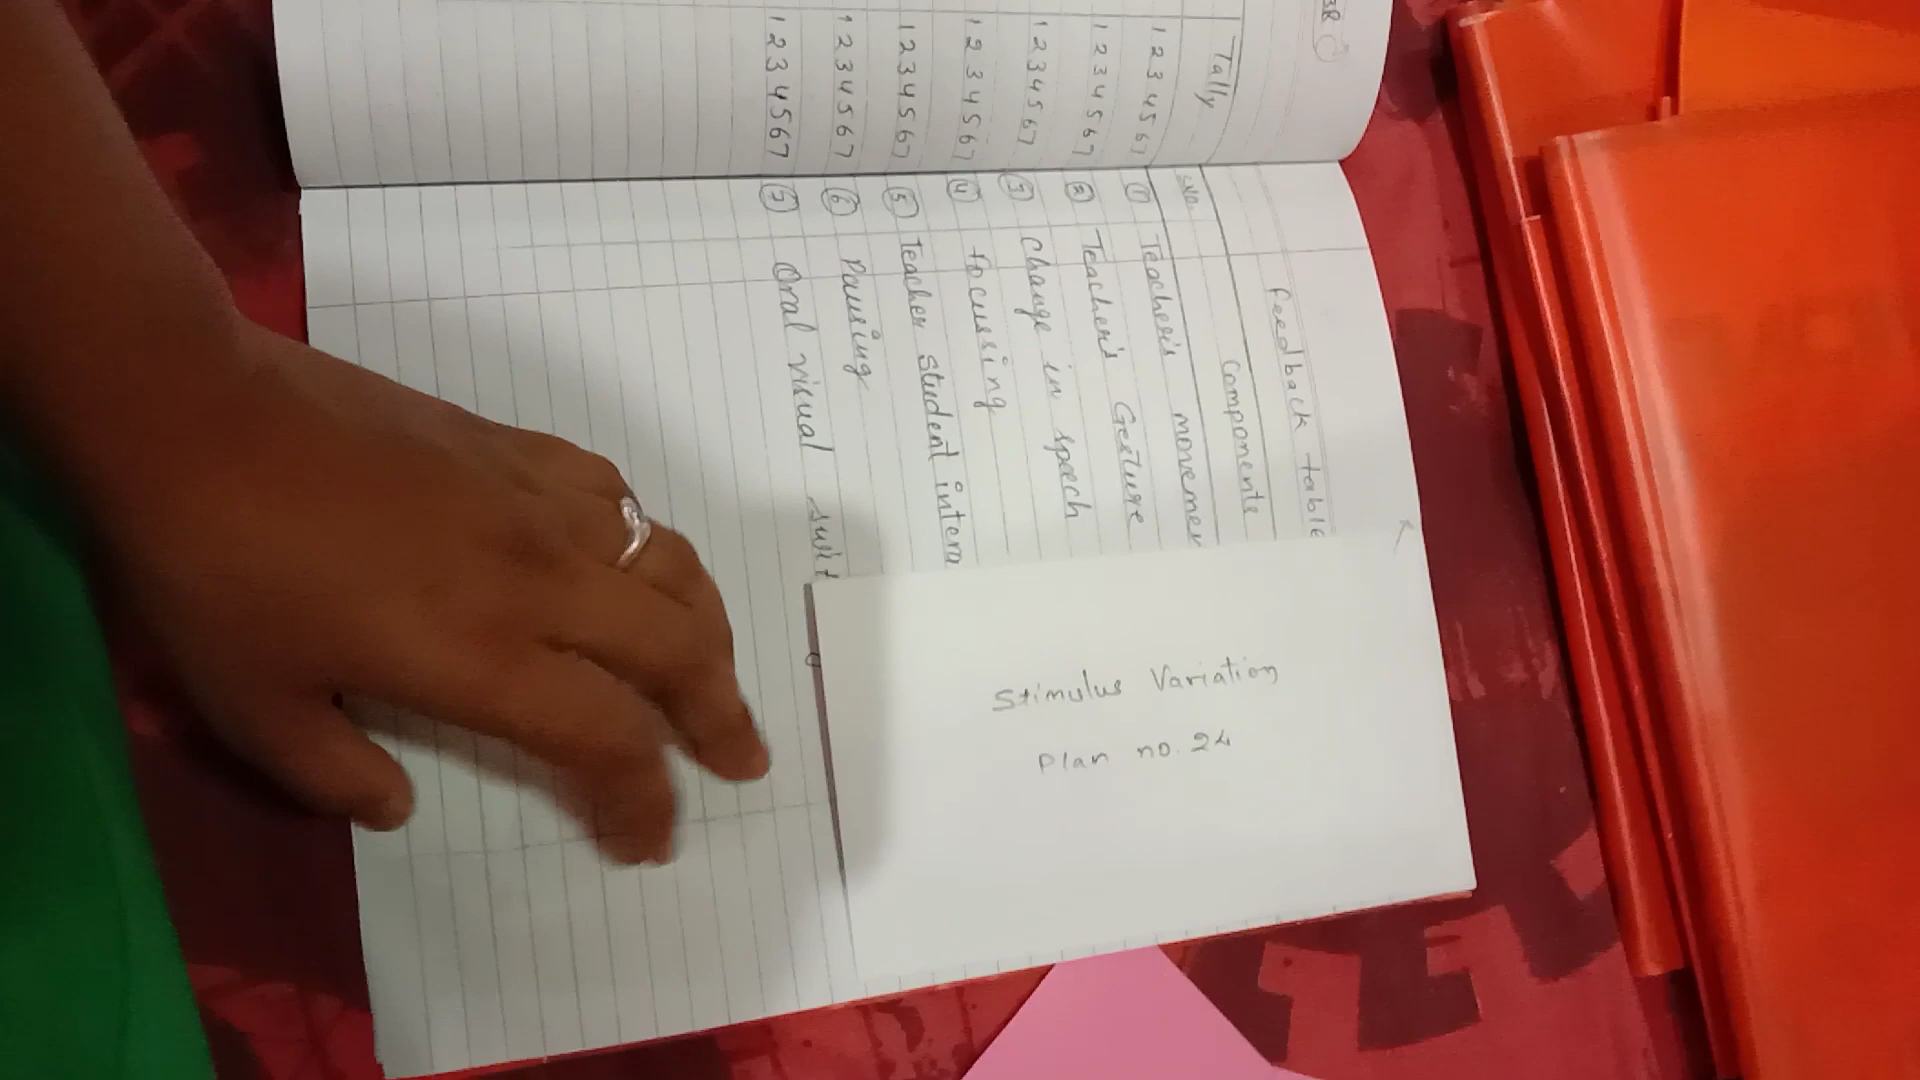 Tally
1 2 3 4 5 6 7
1 2 3 4 5 6 7
1 2 3 4 5 6 7
1 2 3 4 5 6 7
1 2 3 4 5 6 7
1 2 3 4 5 6 7
1 2 3 4 5 6 7
Feedback table
Components
① Teacher's movemen
② Teacher's Gesture
③ Change in speech
④ focussing
⑤ Teacher Student intera
⑥ Pausing
⑦ Oral visual swit
Stimulus Variation
Plan no. 24